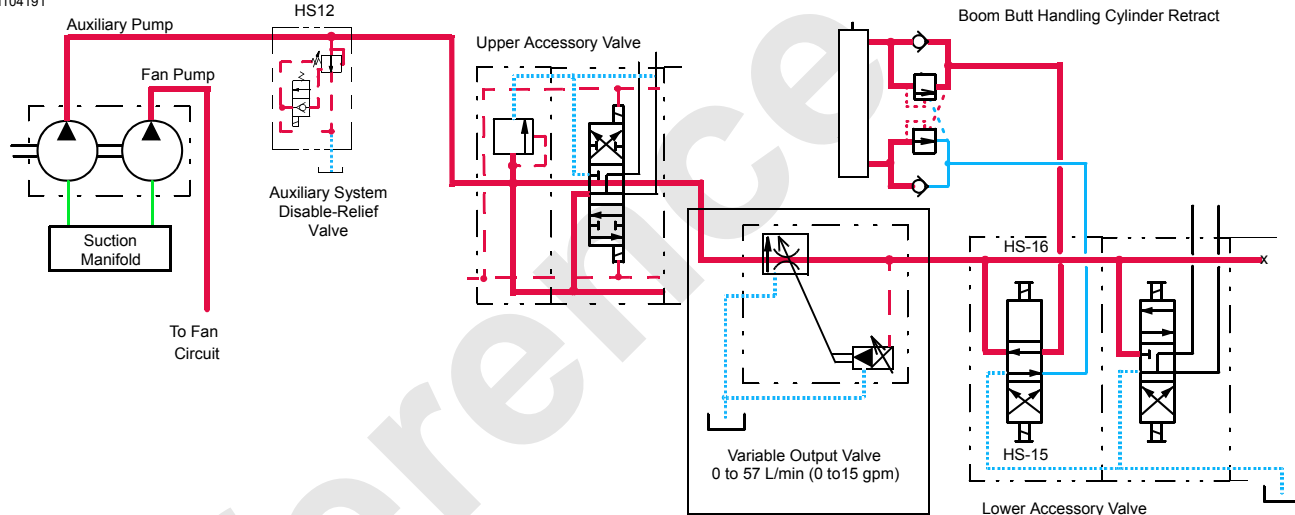 HS12
Boom Butt Handling Cylinder Retract
Auxiliary Pump
Upper Accessory Valve
Fan Pump
Auxiliary System
Disable-Relief
Valve
Suction
Manifold
HS-16
To Fan
Circuit
x
Variable Output Valve
0 to 57 L/min (0 to15 gpm)
HS-15
Lower Accessory Valve
erence